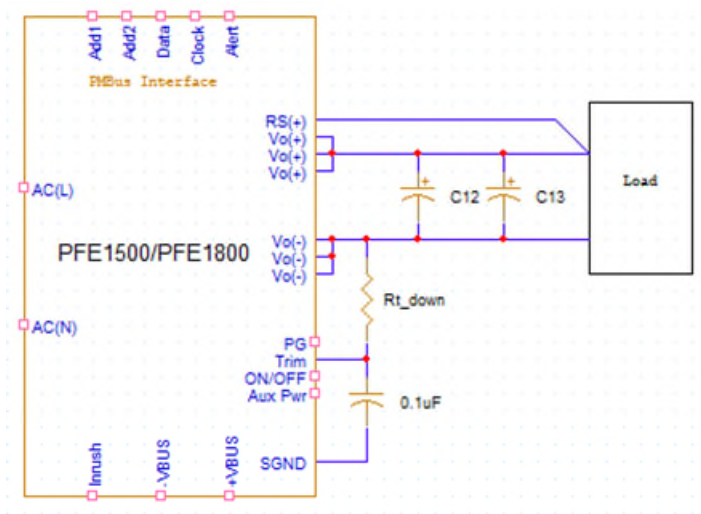 Add1
Add2
Data
Clock
Alert
PMBus Interface
RS(+)
Vo(+)
Vo(+)
Vo(+)
AC(L)
C12
C13
Load
PFE1500/PFE1800
Vo(-)
Vo(-)
Vo(-)
Rt_down
AC(N)
PG
Trim
ON/OFF
Aux Pwr
0.1uF
SGND
Inrush
-VBUS
+VBUS